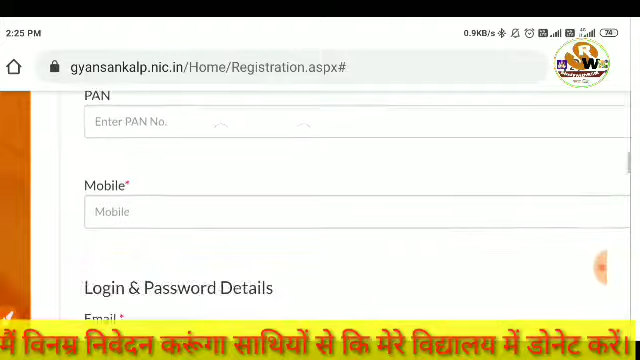 2:25 PM
0.9KB/s
74
gyansankalp.nic.in/Home/Registration.aspx#
PAN
Enter PAN No.
Mobile*
Mobile
Login & Password Details
Email
मैं विनम्र निवेदन करूंगा साथियों से कि मेरे विद्यालय में डोनेट करें।